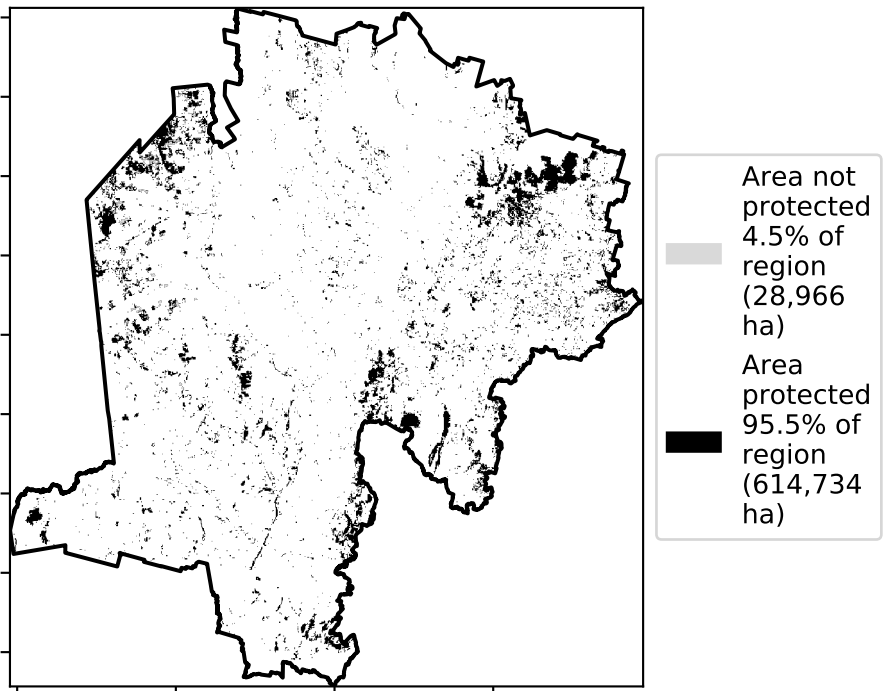 Area not
protected
4.5% of
region
(28,966
ha)
Area
protected
95.5% of
region
(614,734
ha)